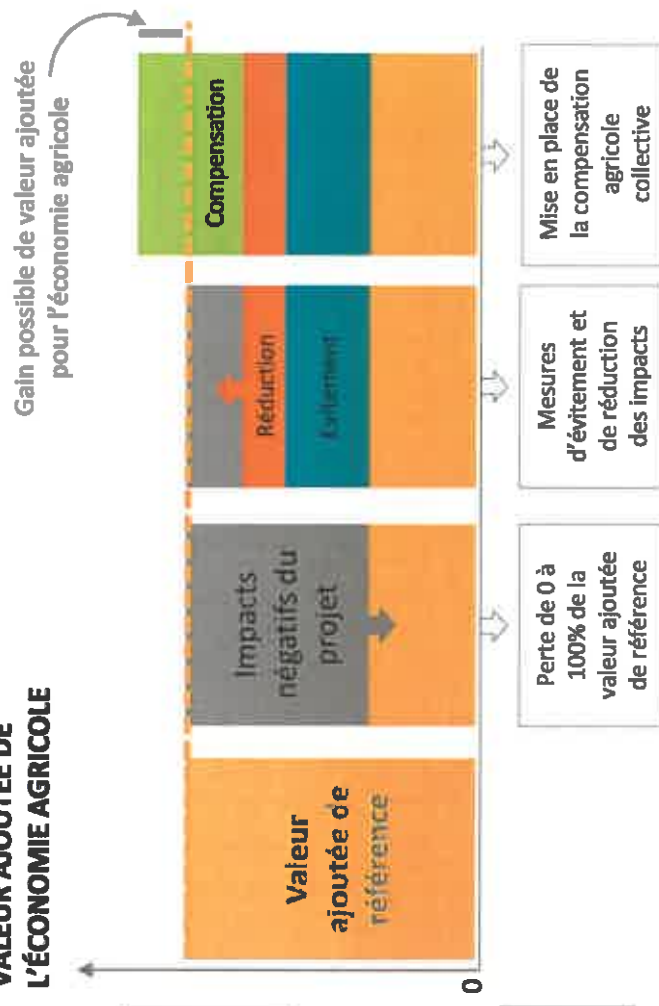 VALEUR AJOUTÉE DE
L'ÉCONOMIE AGRICOLE
Gain possible de valeur ajoutée
pour l'économie agricole
Valeur
ajoutée de
référence
Impacts
négatifs du
projet
Réduction
Evitement
Compensation
0
Perte de 0 à
100% de la
valeur ajoutée
de référence
Mesures
d'évitement et
de réduction
des impacts
Mise en place de
la compensation
agricole
collective